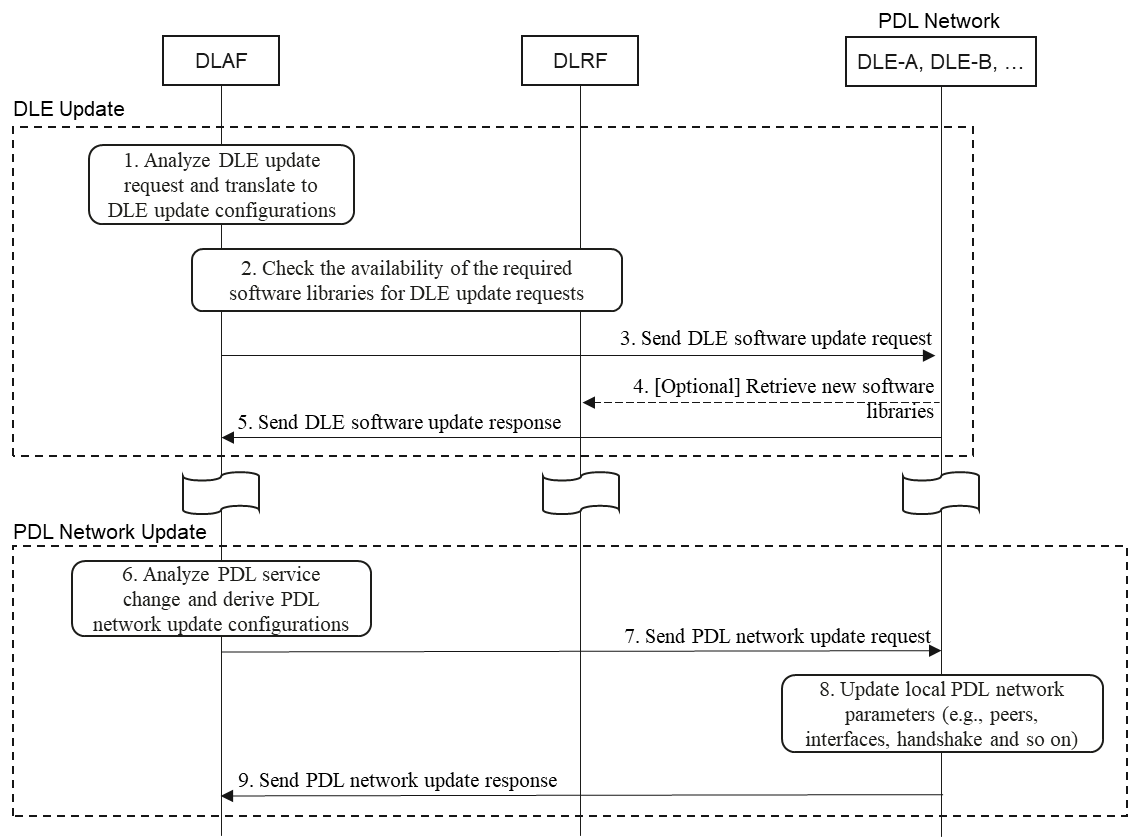 PDL Network
DLAF
DLRF
DLE-A, DLE-B, …
DLE Update
1. Analyze DLE update
request and translate to
DLE update configurations
2. Check the availability of the required
software libraries for DLE update requests
3. Send DLE software update request
4. [Optional] Retrieve new software
libraries
5. Send DLE software update response
PDL Network Update
6. Analyze PDL service
change and derive PDL
network update configurations
7. Send PDL network update request
8. Update local PDL network
parameters (e.g., peers,
interfaces, handshake and so on)
9. Send PDL network update response